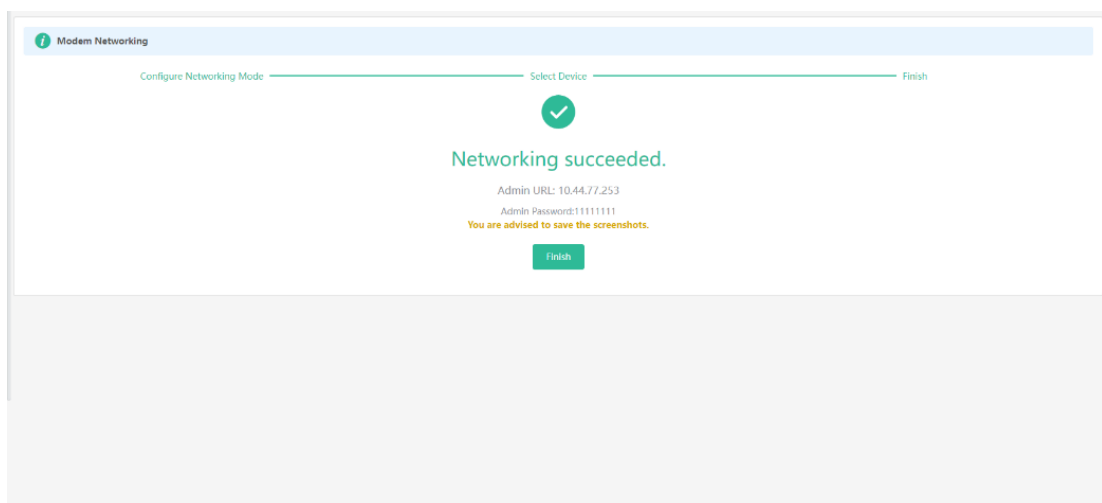 Modem Networking
Configure Networking Mode Select Device Finish
Networking succeeded.
Admin URL: 10.44.77.253
Admin Password:11111111
You are advised to save the screenshots.
Finish